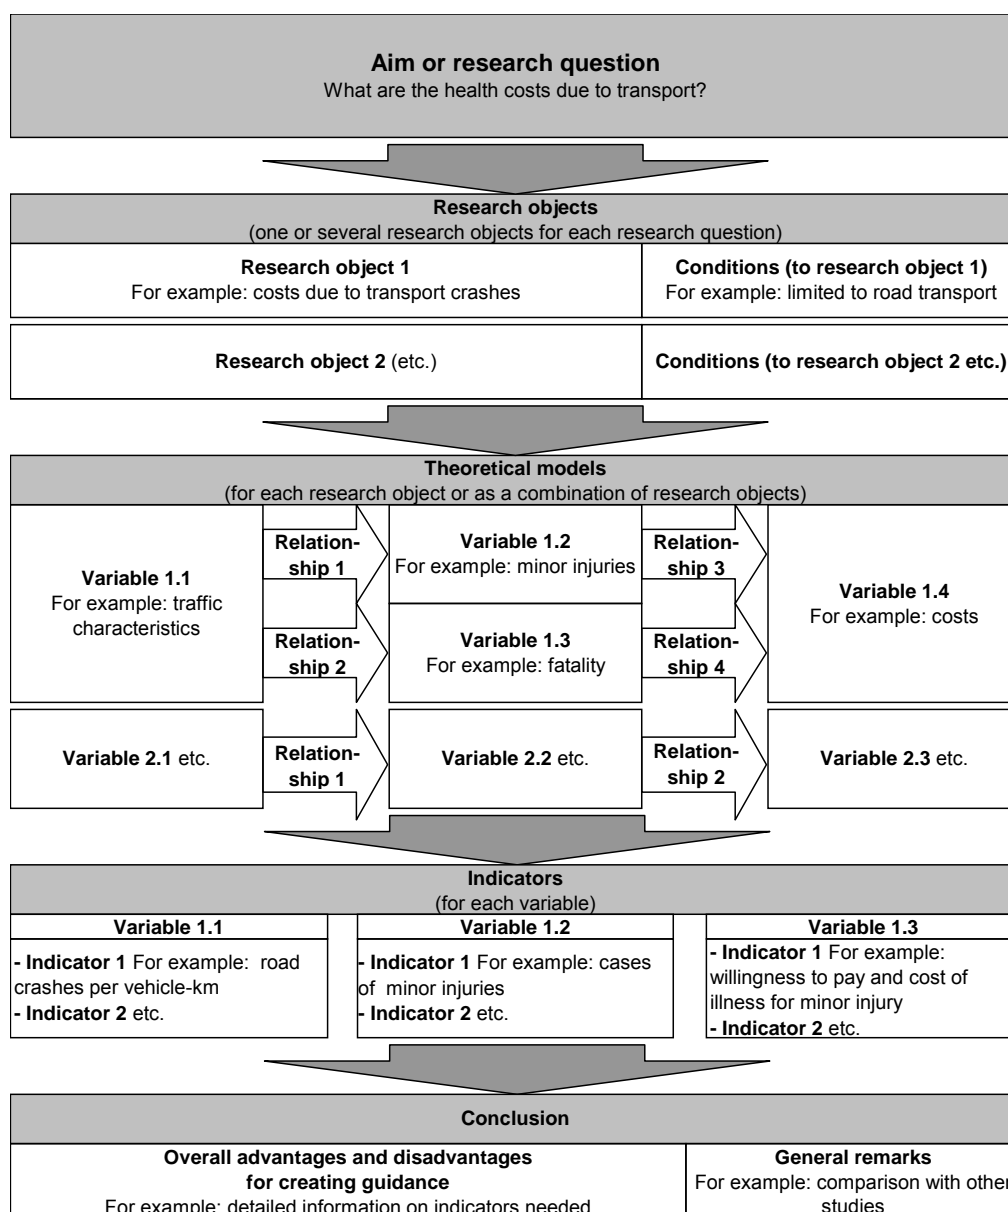 Aim or research question
What are the health costs due to transport?
Research objects
(one or several research objects for each research question)
Research object 1
For example: costs due to transport crashes
Conditions (to research object 1)
For example: limited to road transport
Research object 2 (etc.)
Conditions (to research object 2 etc.)
Theoretical models
(for each research object or as a combination of research objects)
Variable 1.1
For example: traffic
characteristics
Relation-
ship 1
Relation-
ship 2
Variable 1.2
For example: minor injuries
Variable 1.3
For example: fatality
Relation-
ship 3
Relation-
ship 4
Variable 1.4
For example: costs
Variable 2.1 etc.
Relation-
ship 1
Variable 2.2 etc.
Relation-
ship 2
Variable 2.3 etc.
Indicators
(for each variable)
Variable 1.1
- Indicator 1 For example: road
crashes per vehicle-km
- Indicator 2 etc.
Variable 1.2
- Indicator 1 For example: cases
of minor injuries
- Indicator 2 etc.
Variable 1.3
- Indicator 1 For example:
willingness to pay and cost of
illness for minor injury
- Indicator 2 etc.
Conclusion
Overall advantages and disadvantages
for creating guidance
For example: detailed information on indicators needed
General remarks
For example: comparison with other
studies